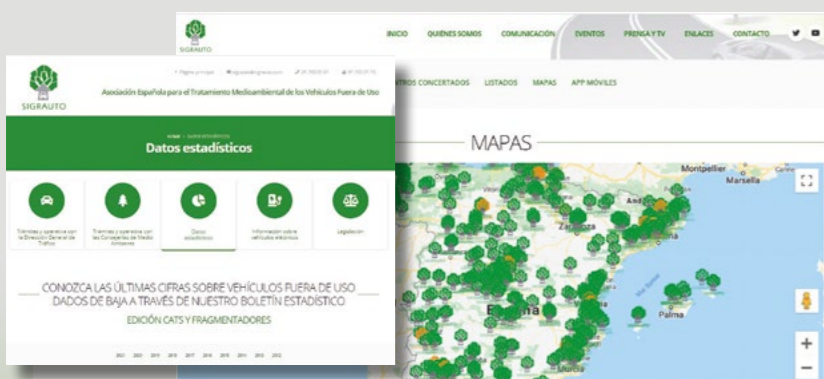 SIGRAUTO
INICIO QUIÉNES SOMOS COMUNICACIÓN EVENTOS PRENSA Y TV ENLACES CONTACTO
CENTROS CONCERTADOS LISTADOS MAPAS APP MÓVILES
MAPAS
Montpellier
Marsella
Zaragoza
Palma
Murcia
SIGRAUTO
Página principal
Asociación Española para el Tratamiento Medioambiental de los Vehículos Fuera de Uso
HOME
Datos estadísticos
Trámites y operativa con la Dirección General de Tráfico
Trámites y operativa con las Consejerías de Medio Ambiente
Datos estadísticos
Información sobre vehículos eléctricos
Legislación
CONOZCA LAS ÚLTIMAS CIFRAS SOBRE VEHÍCULOS FUERA DE USO
DADOS DE BAJA A TRAVÉS DE NUESTRO BOLETÍN ESTADÍSTICO
EDICIÓN CATS Y FRAGMENTADORES